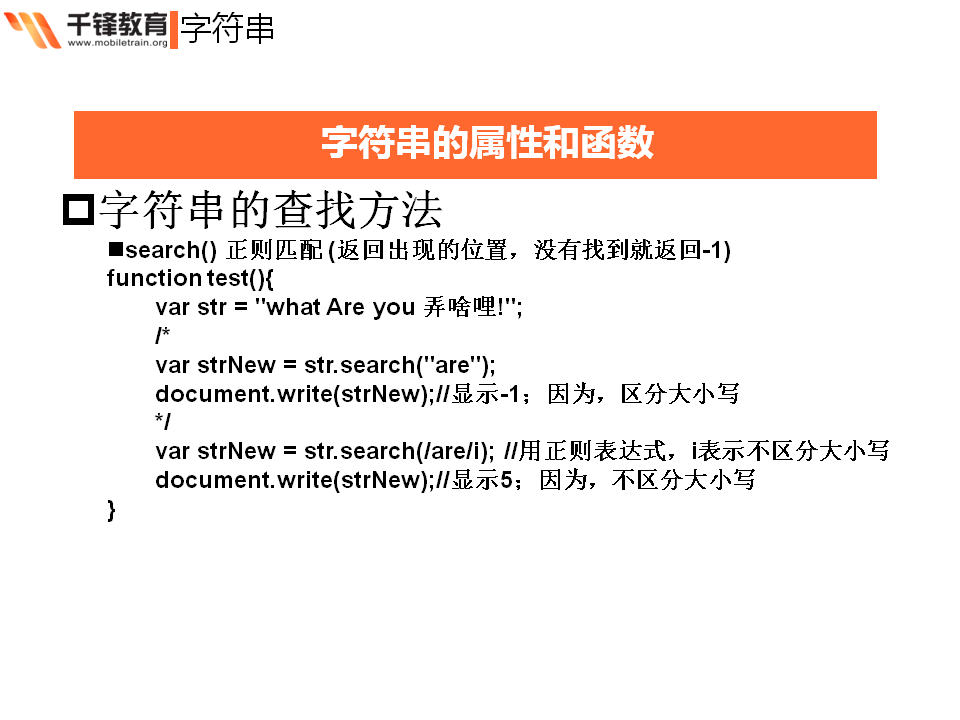 千锋教育 字符串
www.mobiletrain.org
字符串的属性和函数
字符串的查找方法
search() 正则匹配 (返回出现的位置，没有找到就返回-1)
function test(){
var str = "what Are you 弄啥哩!";
/*
var strNew = str.search("are");
document.write(strNew);//显示-1；因为，区分大小写
*/
var strNew = str.search(/are/i); //用正则表达式，i表示不区分大小写
document.write(strNew);//显示5；因为，不区分大小写
}